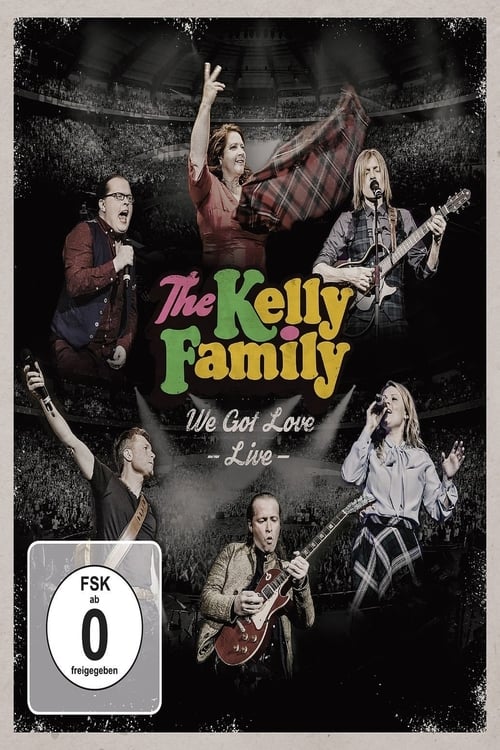 The Kelly
Family
We Got Love
– Live –
FSK
ab
0
freigegeben